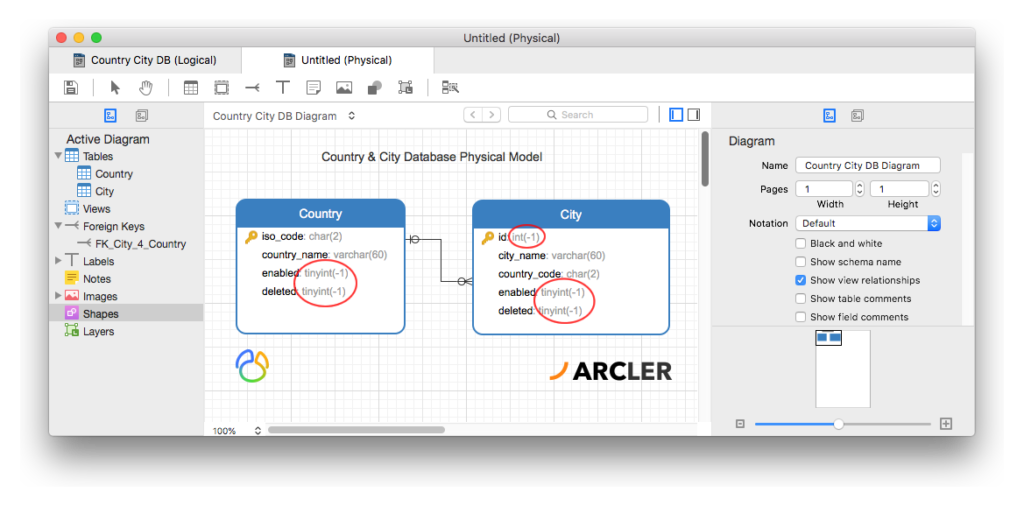 Untitled (Physical)
Country City DB (Logical)
Untitled (Physical)
Country City DB Diagram
Search
Active Diagram
Tables
Country
City
Views
Foreign Keys
FK_City_4_Country
Labels
Notes
Images
Shapes
Layers
Country & City Database Physical Model
Country
iso_code: char(2)
country_name: varchar(60)
enabled: tinyint(-1)
deleted: tinyint(-1)
City
id: int(-1)
city_name: varchar(60)
country_code: char(2)
enabled: tinyint(-1)
deleted: tinyint(-1)
ARCLER
100%
Diagram
Name Country City DB Diagram
Pages 1 1
Width Height
Notation Default
Black and white
Show schema name
Show view relationships
Show table comments
Show field comments